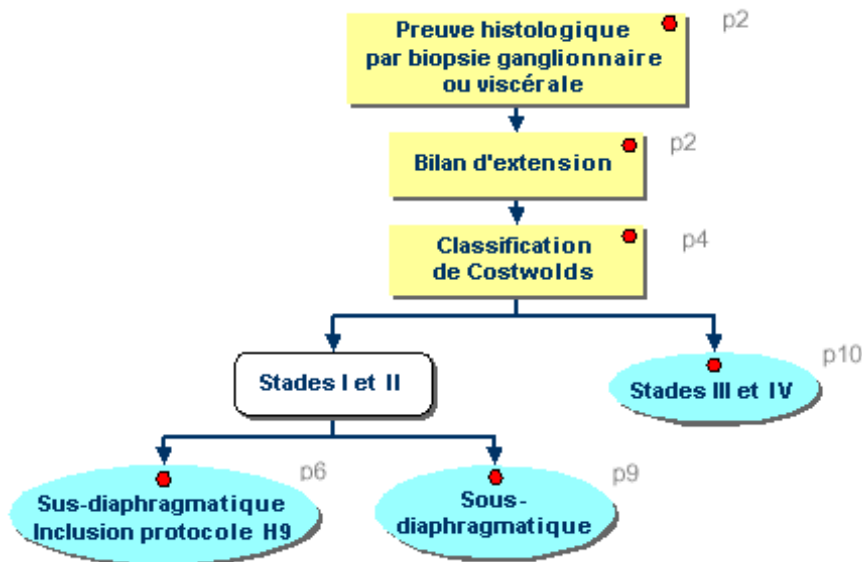 Preuve histologique
par biopsie ganglionnaire
ou viscérale
p2
Bilan d'extension
p2
Classification
de Costwolds
p4
Stades I et II
Stades III et IV
p10
Sus-diaphragmatique
Inclusion protocole H9
p6
Sous-
diaphragmatique
p9